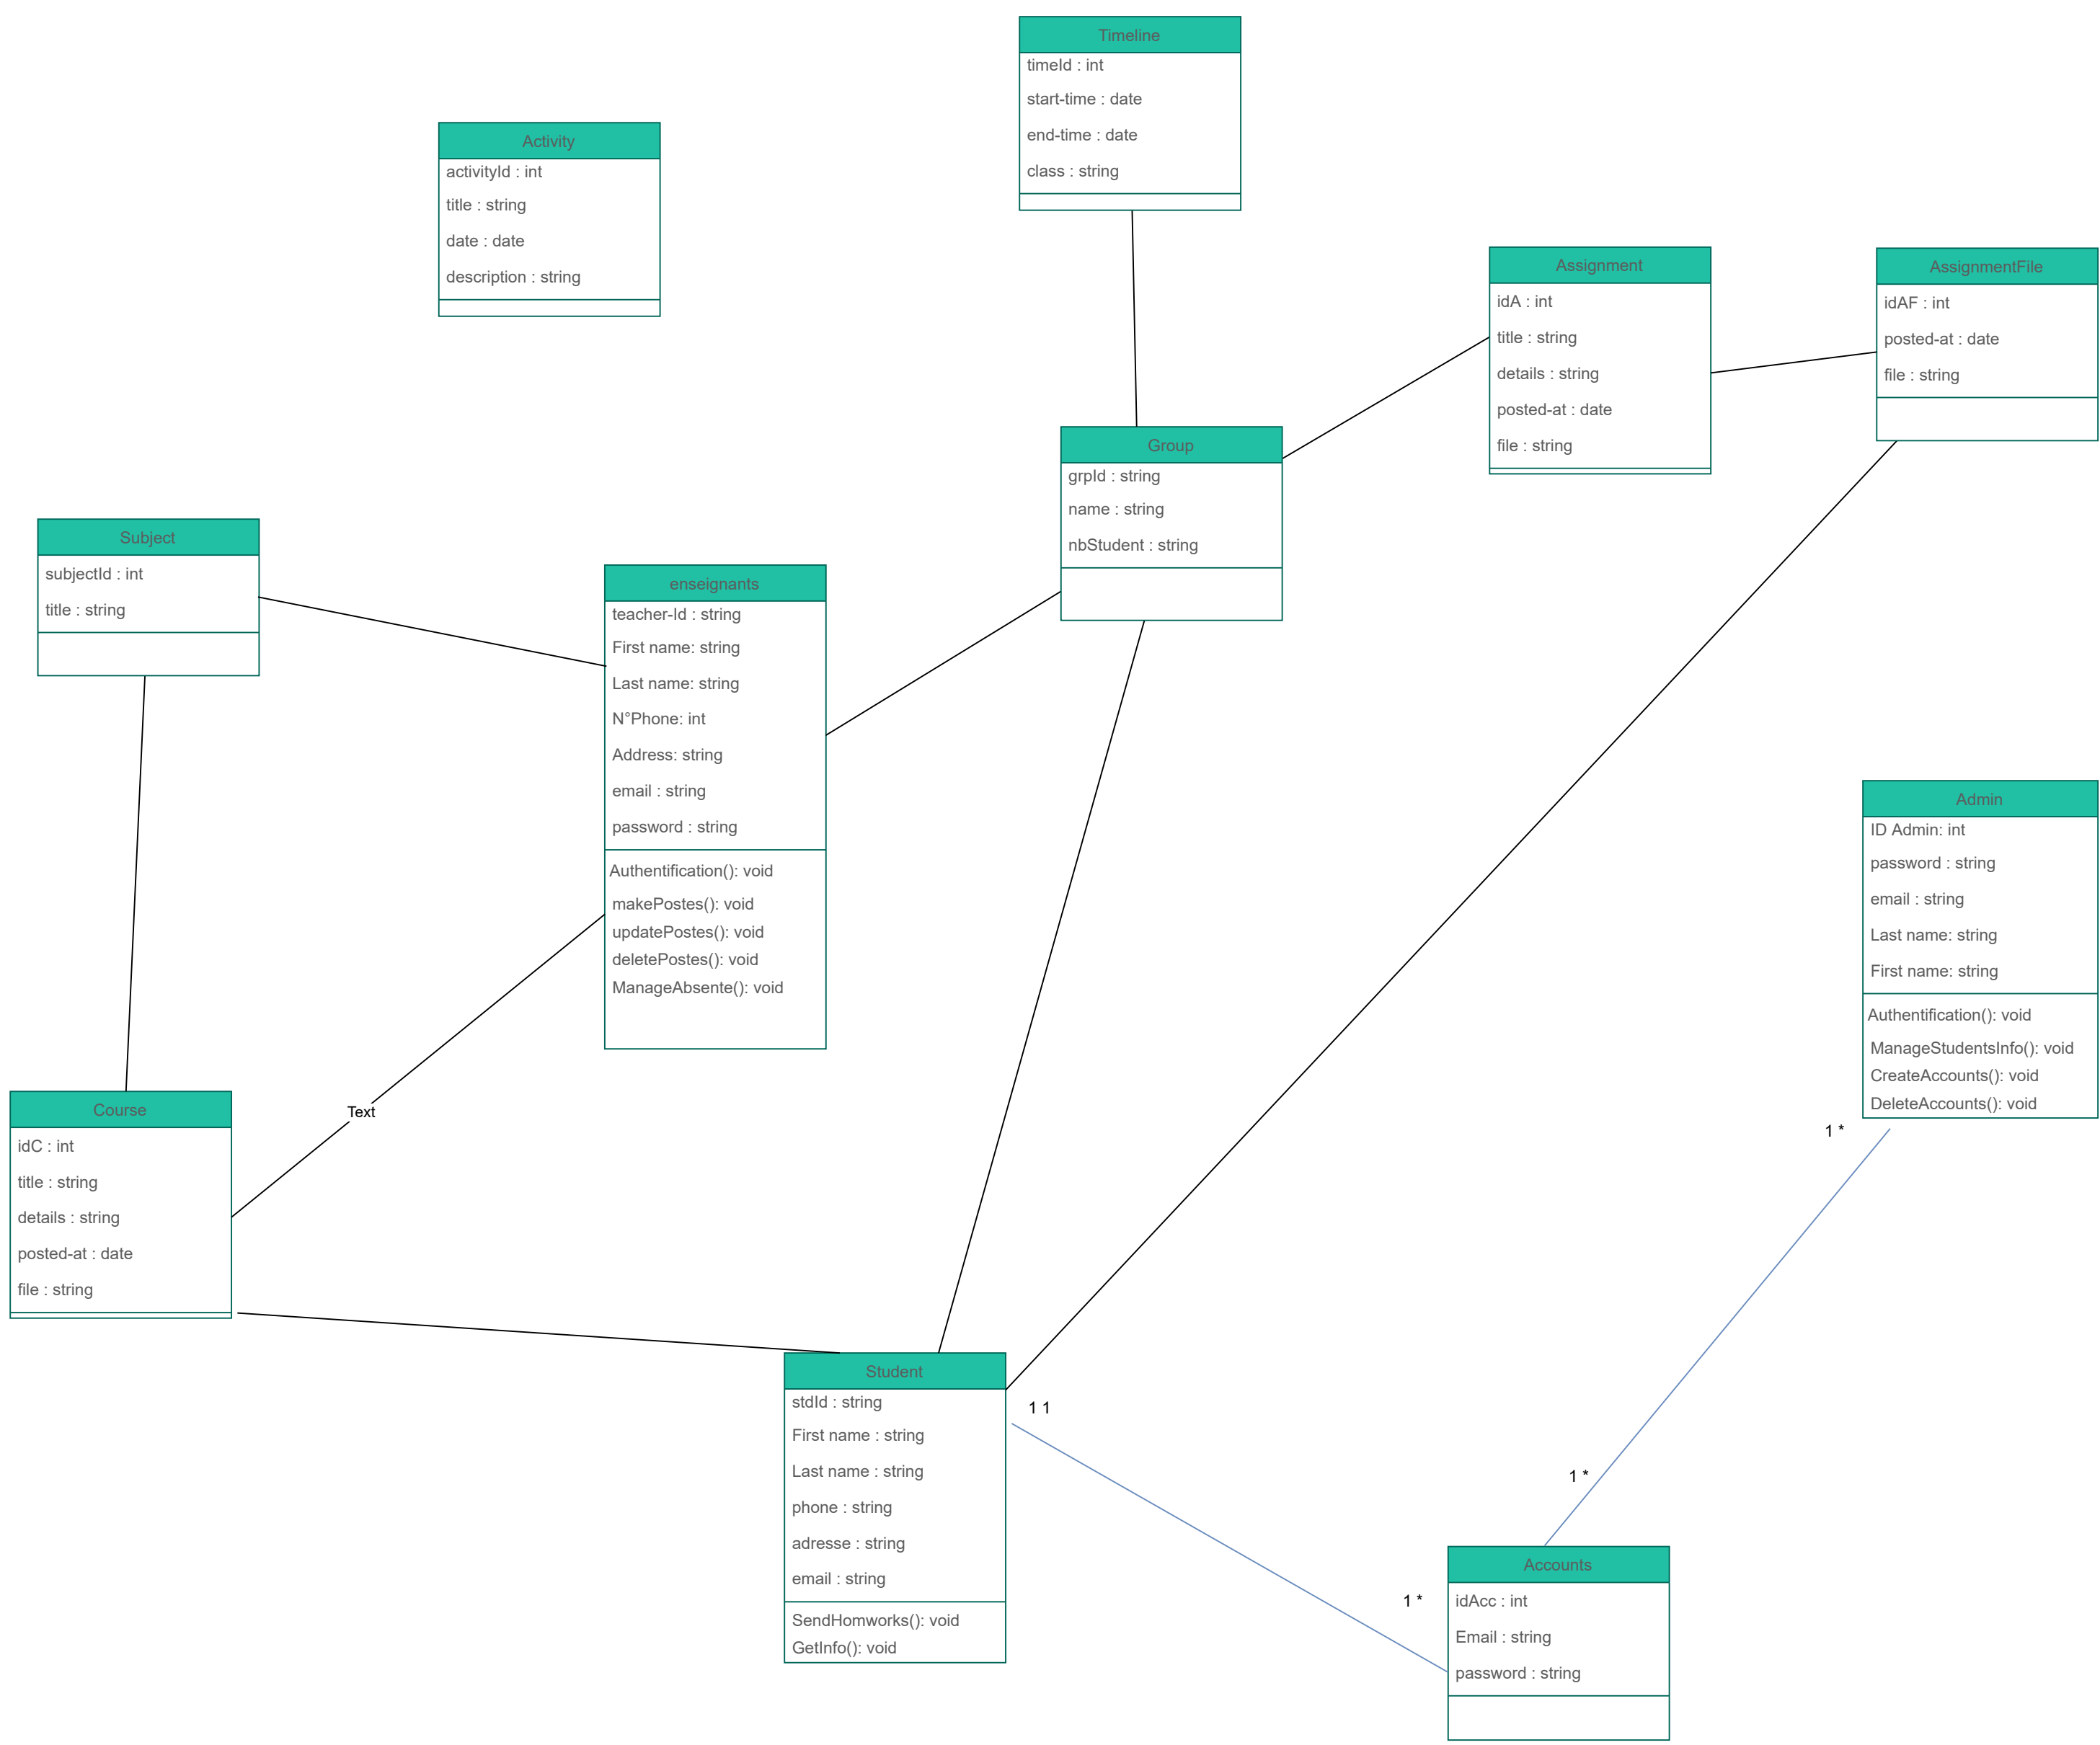 Timeline
timeId : int
start-time : date
end-time : date
class : string
Activity
activityId : int
title : string
date : date
description : string
Assignment
idA : int
title : string
details : string
posted-at : date
file : string
AssignmentFile
idAF : int
posted-at : date
file : string
Group
grpId : string
name : string
nbStudent : string
Subject
subjectId : int
title : string
enseignants
teacher-Id : string
First name: string
Last name: string
N°Phone: int
Address: string
email : string
password : string
Authentification(): void
makePostes(): void
updatePostes(): void
deletePostes(): void
ManageAbsente(): void
Admin
ID Admin: int
password : string
email : string
Last name: string
First name: string
Authentification(): void
ManageStudentsInfo(): void
CreateAccounts(): void
DeleteAccounts(): void
Course
idC : int
title : string
details : string
posted-at : date
file : string
Text
1 *
Student
stdId : string
First name : string
Last name : string
phone : string
adresse : string
email : string
SendHomworks(): void
GetInfo(): void
1 1
1 *
1 *
Accounts
idAcc : int
Email : string
password : string